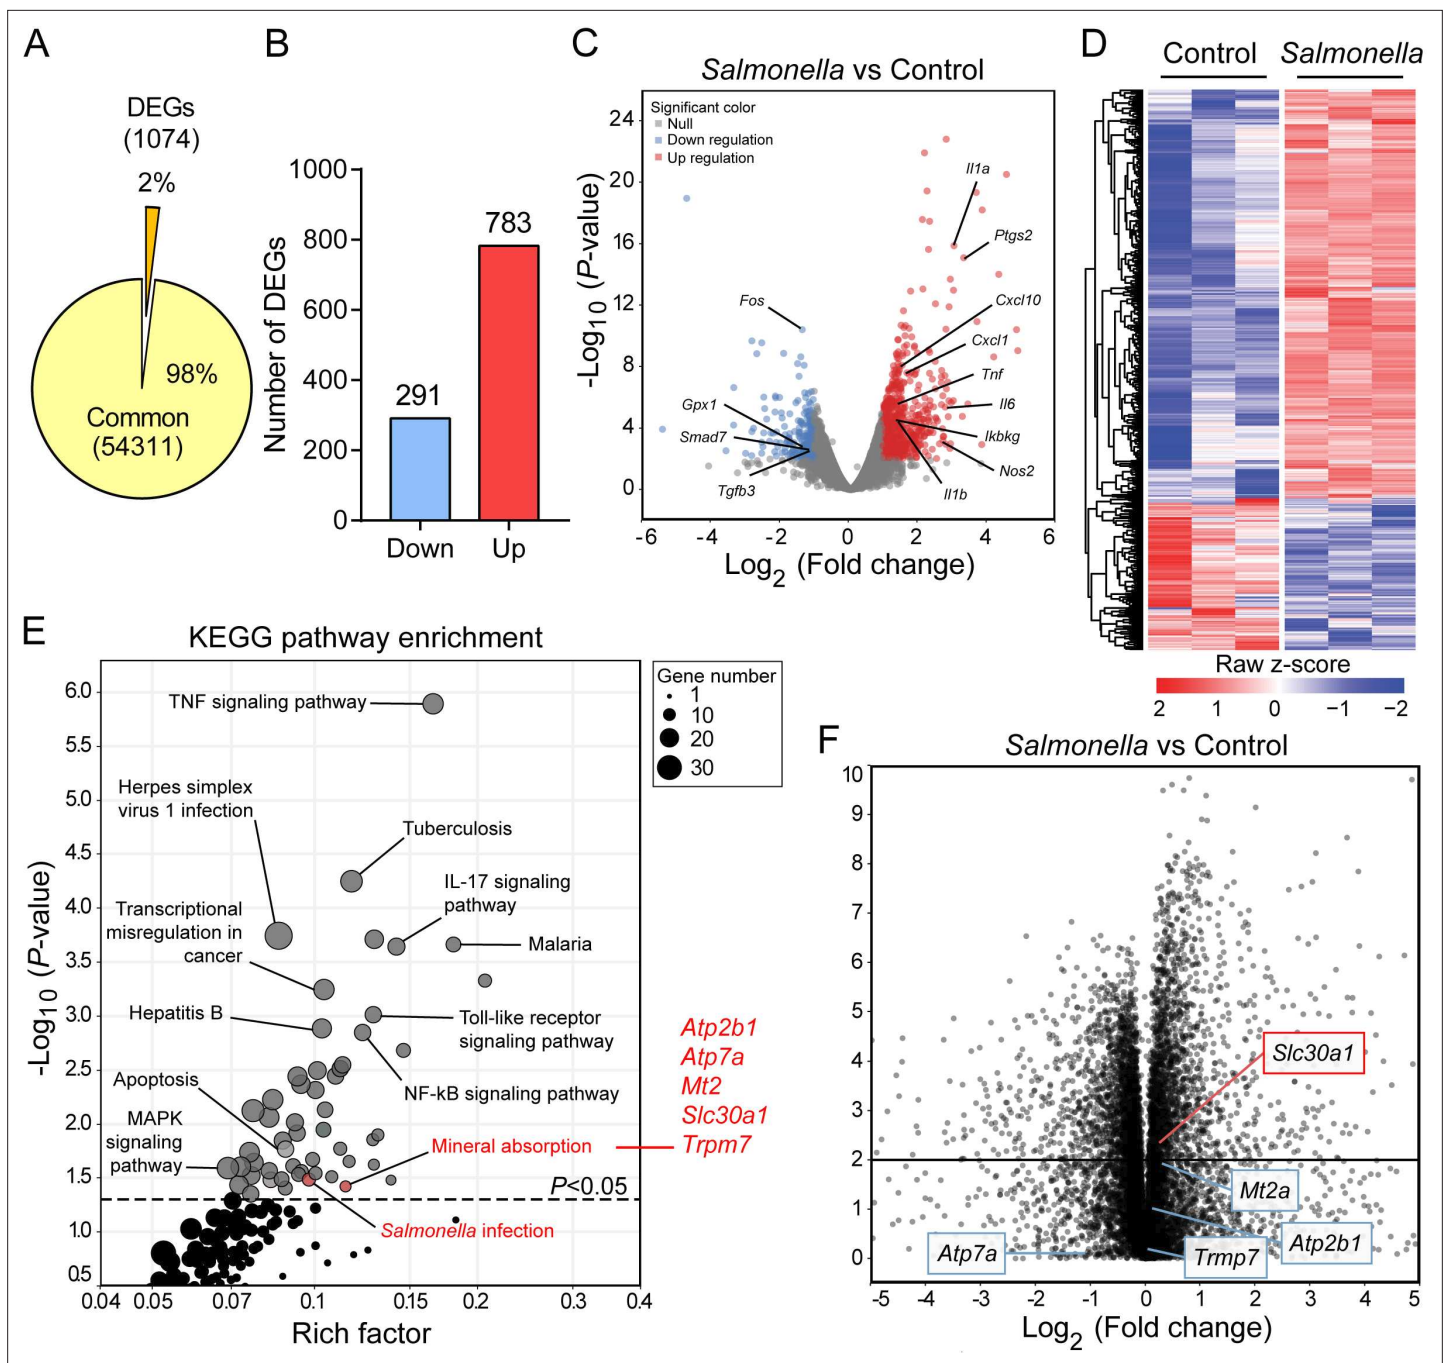 A
DEGs
(1074)
2%
98%
Common
(54311)
B
Number of DEGs
1000
800
600
400
200
0
291
783
Down
Up
C
Salmonella vs Control
Significant color
Null
Down regulation
Up regulation
-Log10 (P-value)
24
20
16
12
8
4
0
Il1a
Ptgs2
Cxcl10
Cxcl1
Tnf
Il6
Ikbkg
Nos2
Il1b
Fos
Gpx1
Smad7
Tgfb3
-6
-4
-2
0
2
4
6
Log2 (Fold change)
D
Control
Salmonella
Raw z-score
2
1
0
−1
−2
E
KEGG pathway enrichment
-Log10 (P-value)
6.0
5.5
5.0
4.5
4.0
3.5
3.0
2.5
2.0
1.5
1.0
0.5
TNF signaling pathway
Herpes simplex
virus 1 infection
Tuberculosis
IL-17 signaling
pathway
Transcriptional
misregulation in
cancer
Malaria
Hepatitis B
Toll-like receptor
signaling pathway
Apoptosis
NF-kB signaling pathway
MAPK
signaling
pathway
Mineral absorption
P<0.05
Salmonella infection
0.04
0.05
0.07
0.1
0.15
0.2
0.3
0.4
Rich factor
Gene number
1
10
20
30
Atp2b1
Atp7a
Mt2
Slc30a1
Trpm7
F
Salmonella vs Control
10
9
8
7
6
5
4
3
2
1
0
Slc30a1
Mt2a
Atp2b1
Trmp7
Atp7a
-5
-4
-3
-2
-1
0
1
2
3
4
5
Log2 (Fold change)